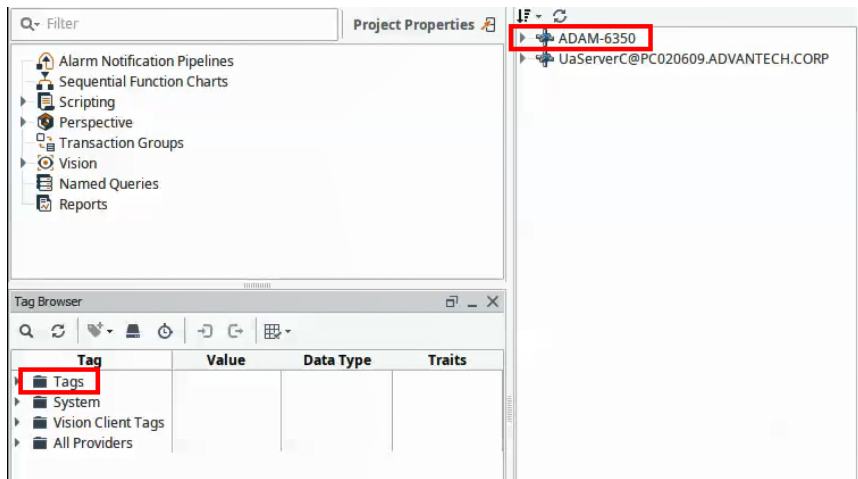 Filter
Project Properties
Alarm Notification Pipelines
Sequential Function Charts
Scripting
Perspective
Transaction Groups
Vision
Named Queries
Reports
Tag Browser
Tag Value Data Type Traits
Tags
System
Vision Client Tags
All Providers
ADAM-6350
UaServerC@PC020609.ADVANTECH.CORP